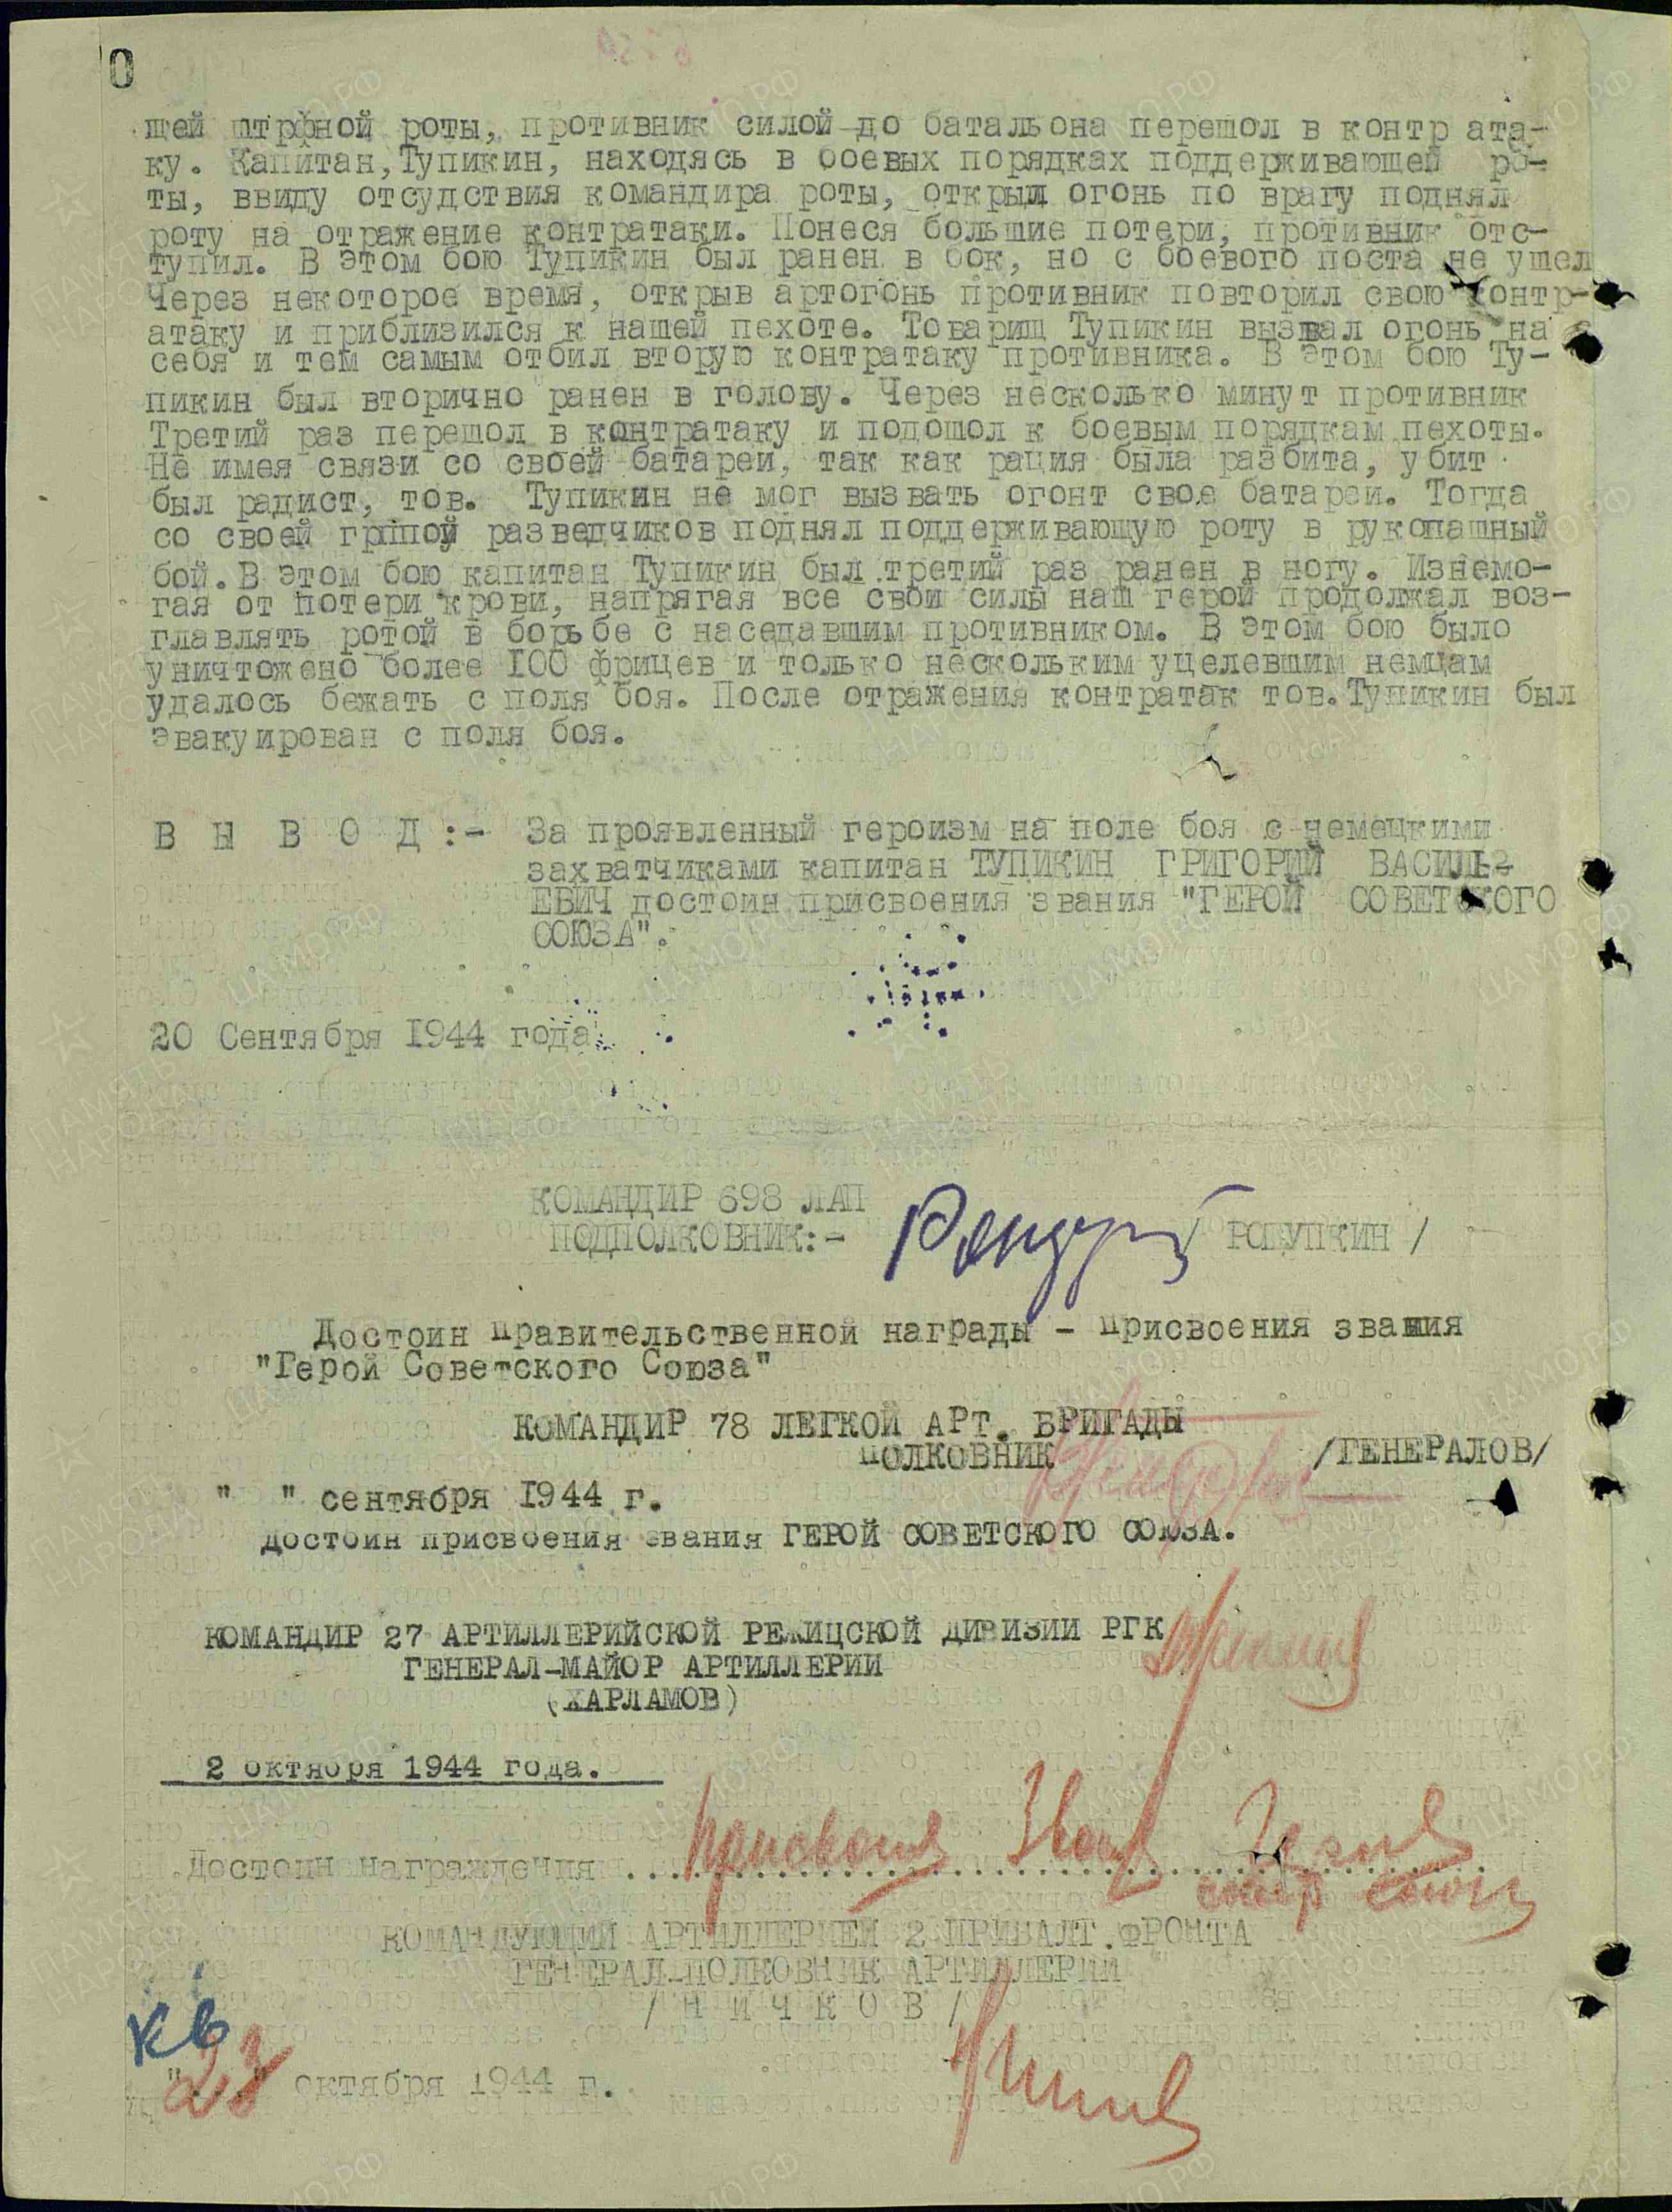 0
щей штрфной роты, противник силой до батальона перешол в контр ата-
ку. Капитан, Тупикин, находясь в боевых порядках поддерживающей ро-
ты, ввиду отсудствия командира роты, открыл огонь по врагу поднял
роту на отражение контратаки. Понеся большие потери, противник отс-
тупил. В этом бою Тупикин был ранен в бок, но с боевого поста не ушел
Через некоторое время, открыв артогонь противник повторил свою контр-
атаку и приблизился к нашей пехоте. Товарищ Тупикин вызвал огонь на
себя и тем самым отбил вторую контратаку противника. В этом бою Ту-
пикин был вторично ранен в голову. Через несколько минут противник
Третий раз перешол в контратаку и подошол к боевым порядкам пехоты.
Не имея связи со своей батареи, так как рация была разбита, убит
был радист, тов. Тупикин не мог вызвать огонт свое батареи. Тогда
со своей грппой разведчиков поднял поддерживающую роту в рукопашный
бой. В этом бою капитан Тупикин был третий раз ранен в ногу. Изнемо-
гая от потери крови, напрягая все свои силы наш герой продолжал воз-
главлять ротой в борьбе с наседавшим противником. В этом бою было
уничтожено более 100 фрицев и только нескольким уцелевшим немцам
удалось бежать с поля боя. После отражения контратак тов. Тупикин был
эвакуирован с поля боя.
В Ы В О Д :- За проявленный героизм на поле боя с немецкими
захватчиками капитан ТУПИКИН ГРИГОРИЙ ВАСИЛЬ-
ЕВИЧ достоин присвоения звания "ГЕРОЙ СОВЕТСКОГО
СОЮЗА".
20 Сентября 1944 года.
КОМАНДИР 698 ЛАП
ПОДПОЛКОВНИК:- / /
Достоин правительственной награды - присвоения звания
"Герой Советского Союза"
КОМАНДИР 78 ЛЕГКОЙ АРТ. БРИГАДЫ
ПОЛКОВНИК /ГЕНЕРАЛОВ/
" " сентября 1944 г.
Достоин присвоения звания ГЕРОЙ СОВЕТСКОГО СОЮЗА.
КОМАНДИР 27 АРТИЛЛЕРИЙСКОЙ РЕЖИЦСКОЙ ДИВИЗИИ РГК
ГЕНЕРАЛ-МАЙОР АРТИЛЛЕРИИ
(ХАРЛАМОВ)
2 октября 1944 года.
Достоин награждения ... присвоения звания Героя
Совет союза
КОМАНДУЮЩИЙ АРТИЛЛЕРИЕЙ 2 ПРИБАЛТ.ФРОНТА
ГЕНЕРАЛ-ПОЛКОВНИК АРТИЛЛЕРИИ
/Н И Ч К О В/
кв
"23" октября 1944 г.